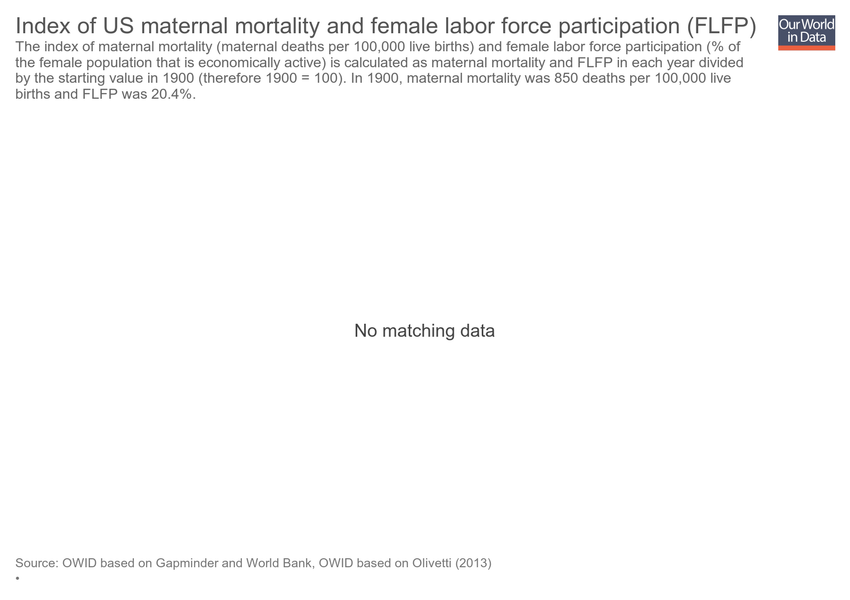 Index of US maternal mortality and female labor force participation (FLFP)
Our World
in Data
The index of maternal mortality (maternal deaths per 100,000 live births) and female labor force participation (% of
the female population that is economically active) is calculated as maternal mortality and FLFP in each year divided
by the starting value in 1900 (therefore 1900 = 100). In 1900, maternal mortality was 850 deaths per 100,000 live
births and FLFP was 20.4%.
No matching data
Source: OWID based on Gapminder and World Bank, OWID based on Olivetti (2013)
•